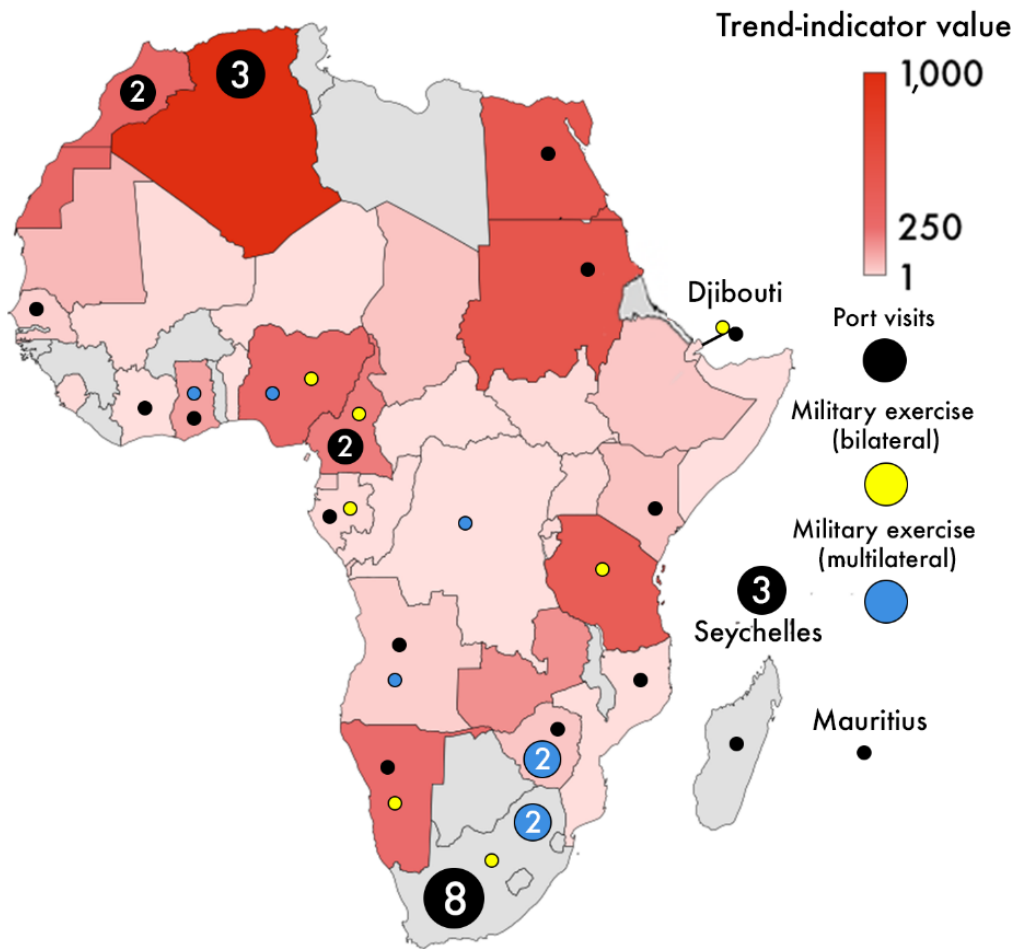 Trend-indicator value
1,000
250
1
Port visits
Military exercise
(bilateral)
Military exercise
(multilateral)
2
3
Djibouti
2
3
Seychelles
Mauritius
2
2
8